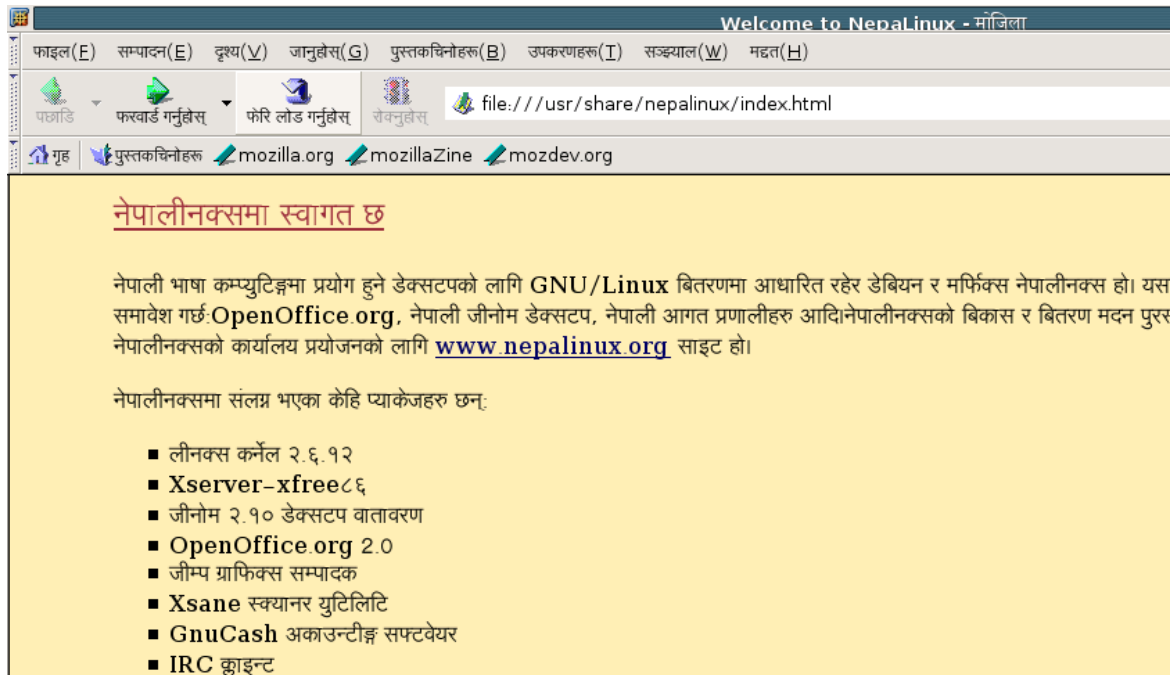 Welcome to NepaLinux - मोजिला
फाइल(F) सम्पादन(E) दृश्य(V) जानुहोस्(G) पुस्तकचिनोहरू(B) उपकरणहरू(T) सञ्झ्याल(W) मद्दत(H)
पछाडि फरवार्ड गर्नुहोस् फेरि लोड गर्नुहोस् रोक्नुहोस् file:///usr/share/nepalinux/index.html
गृह पुस्तकचिनोहरू mozilla.org mozillaZine mozdev.org
नेपालीनक्समा स्वागत छ
नेपाली भाषा कम्प्युटिङ्गमा प्रयोग हुने डेक्सटपको लागि GNU/Linux बितरणमा आधारित रहेर डेबियन र मर्फिक्स नेपालीनक्स हो। यस
समावेश गर्छ:OpenOffice.org, नेपाली जीनोम डेक्सटप, नेपाली आगत प्रणालीहरु आदि।नेपालीनक्सको बिकास र बितरण मदन पुरस
नेपालीनक्सको कार्यालय प्रयोजनको लागि www.nepalinux.org साइट हो।
नेपालीनक्समा संलग्न भएका केहि प्याकेजहरु छन्:
लीनक्स कर्नेल २.६.१२
Xserver-xfree८६
जीनोम २.१० डेक्सटप वातावरण
OpenOffice.org 2.0
जीम्प ग्राफिक्स सम्पादक
Xsane स्क्यानर युटिलिटि
GnuCash अकाउन्टीङ्ग सफ्टवेयर
IRC क्लाइन्ट